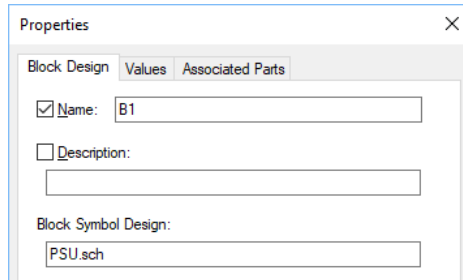 Properties
Block Design Values Associated Parts
Name: B1
Description:
Block Symbol Design:
PSU.sch